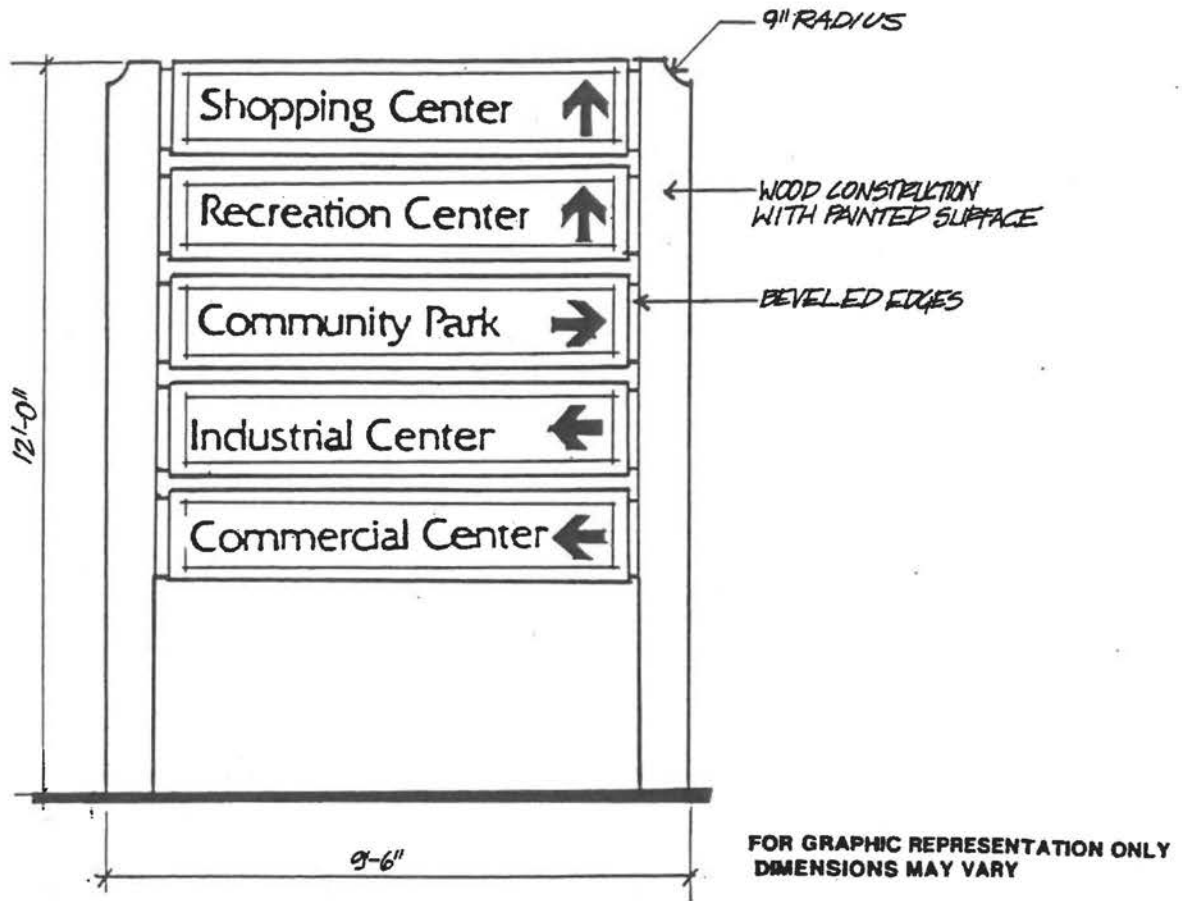 9" RADIUS
Shopping Center
Recreation Center
WOOD CONSTRUCTION
WITH PAINTED SURFACE
BEVELED EDGES
Community Park
12'-0"
Industrial Center
Commercial Center
9'-6"
FOR GRAPHIC REPRESENTATION ONLY
DIMENSIONS MAY VARY